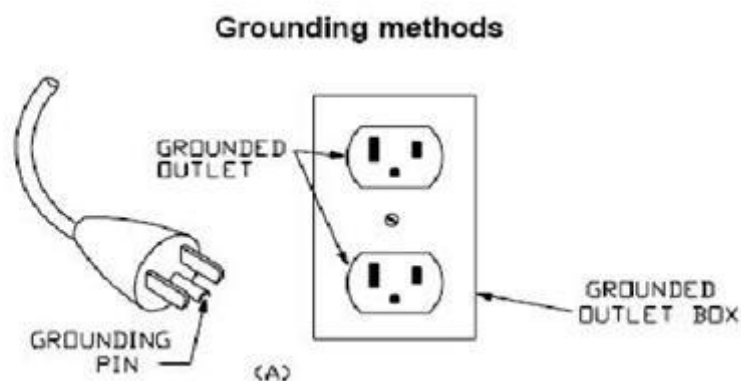 Grounding methods
GROUNDED
OUTLET
GROUNDED
OUTLET BOX
GROUNDING
PIN
(A)